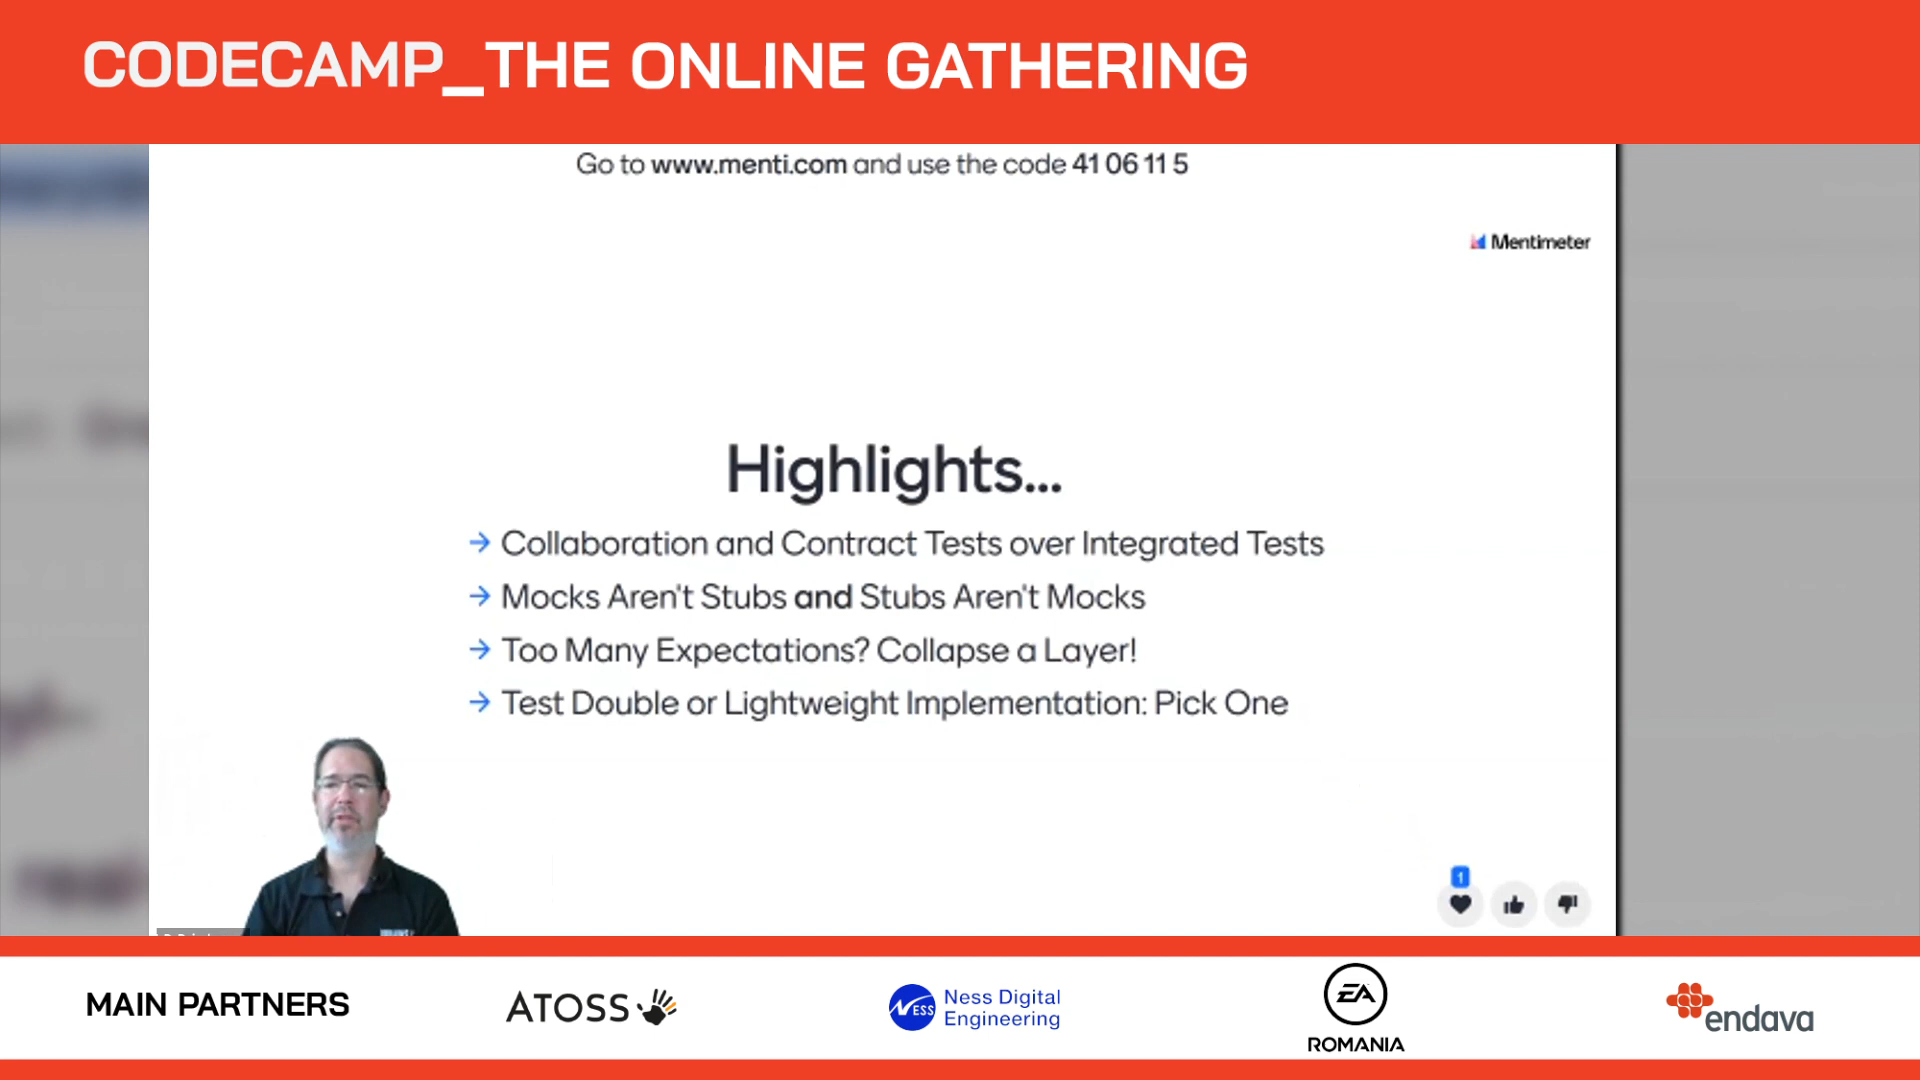 CODECAMP_THE ONLINE GATHERING
Go to www.menti.com and use the code 41 06 11 5
Mentimeter
Highlights...
→ Collaboration and Contract Tests over Integrated Tests
→ Mocks Aren't Stubs and Stubs Aren't Mocks
→ Too Many Expectations? Collapse a Layer!
→ Test Double or Lightweight Implementation: Pick One
1
MAIN PARTNERS
ATOSS
NESS
Ness Digital
Engineering
EA
ROMANIA
endava